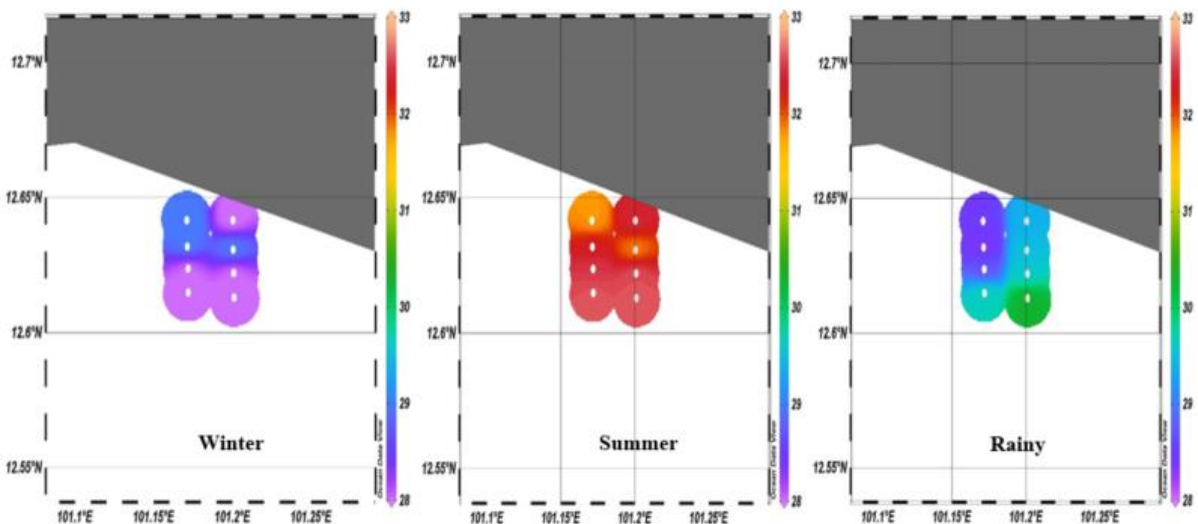 33
33
33
12.7°N
12.7°N
12.7°N
32
32
32
12.65°N
12.65°N
12.65°N
31
31
31
30
30
30
12.6°N
12.6°N
12.6°N
29
29
29
Winter
Summer
Rainy
12.55°N
12.55°N
12.55°N
Ocean Data View
Ocean Data View
Ocean Data View
28
28
28
101.1°E 101.15°E 101.2°E 101.25°E
101.1°E 101.15°E 101.2°E 101.25°E
101.1°E 101.15°E 101.2°E 101.25°E